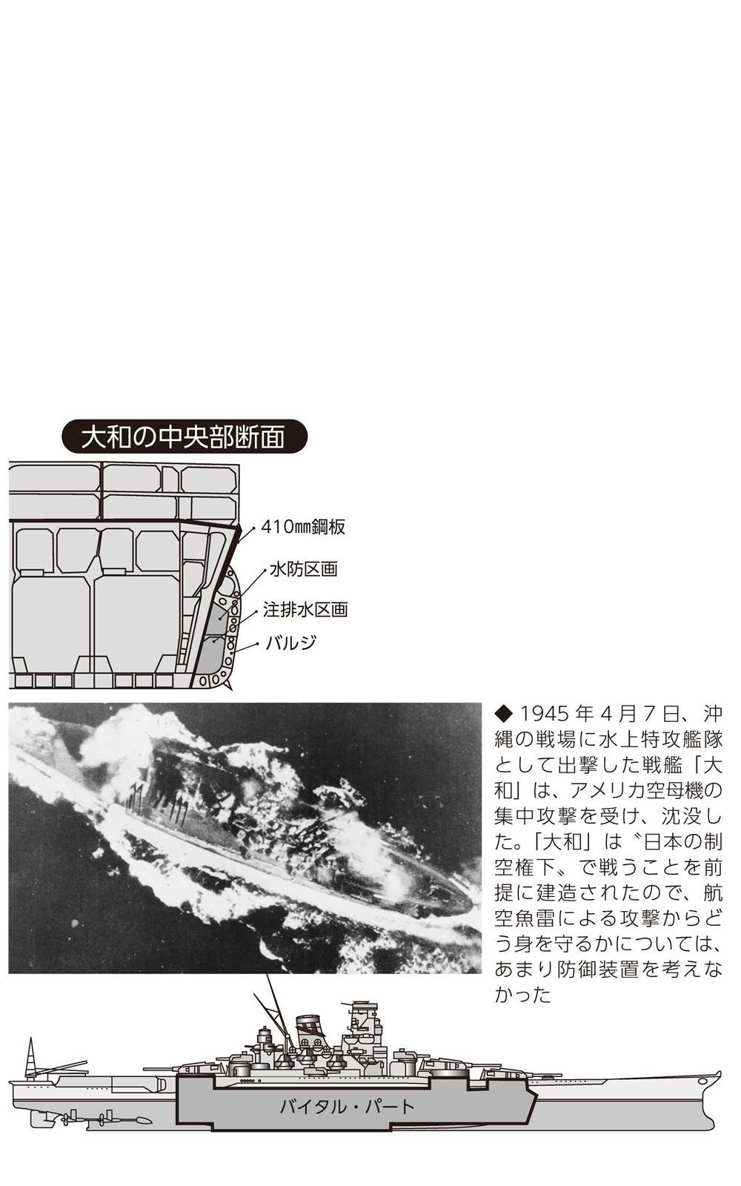 大和の中央部断面
410㎜鋼板
水防区画
注排水区画
バルジ
◆1945年4月7日、沖
縄の戦場に水上特攻艦隊
として出撃した戦艦「大
和」は、アメリカ空母機の
集中攻撃を受け、沈没し
た。「大和」は〝日本の制
空権下〟で戦うことを前
提に建造されたので、航
空魚雷による攻撃からど
う身を守るかについては、
あまり防御装置を考えな
かった
バイタル・パート